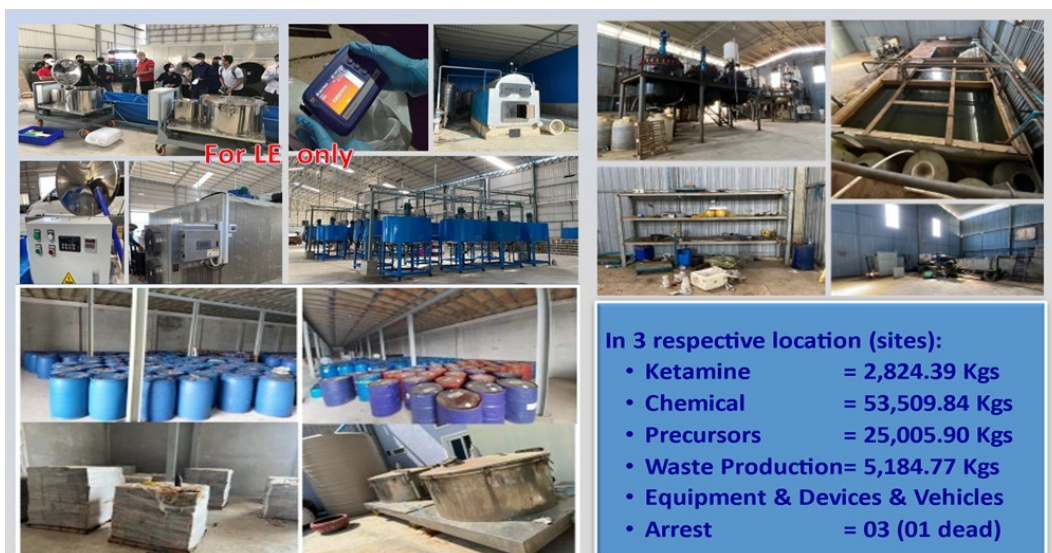 For LE only
In 3 respective location (sites):
• Ketamine = 2,824.39 Kgs
• Chemical = 53,509.84 Kgs
• Precursors = 25,005.90 Kgs
• Waste Production= 5,184.77 Kgs
• Equipment & Devices & Vehicles
• Arrest = 03 (01 dead)